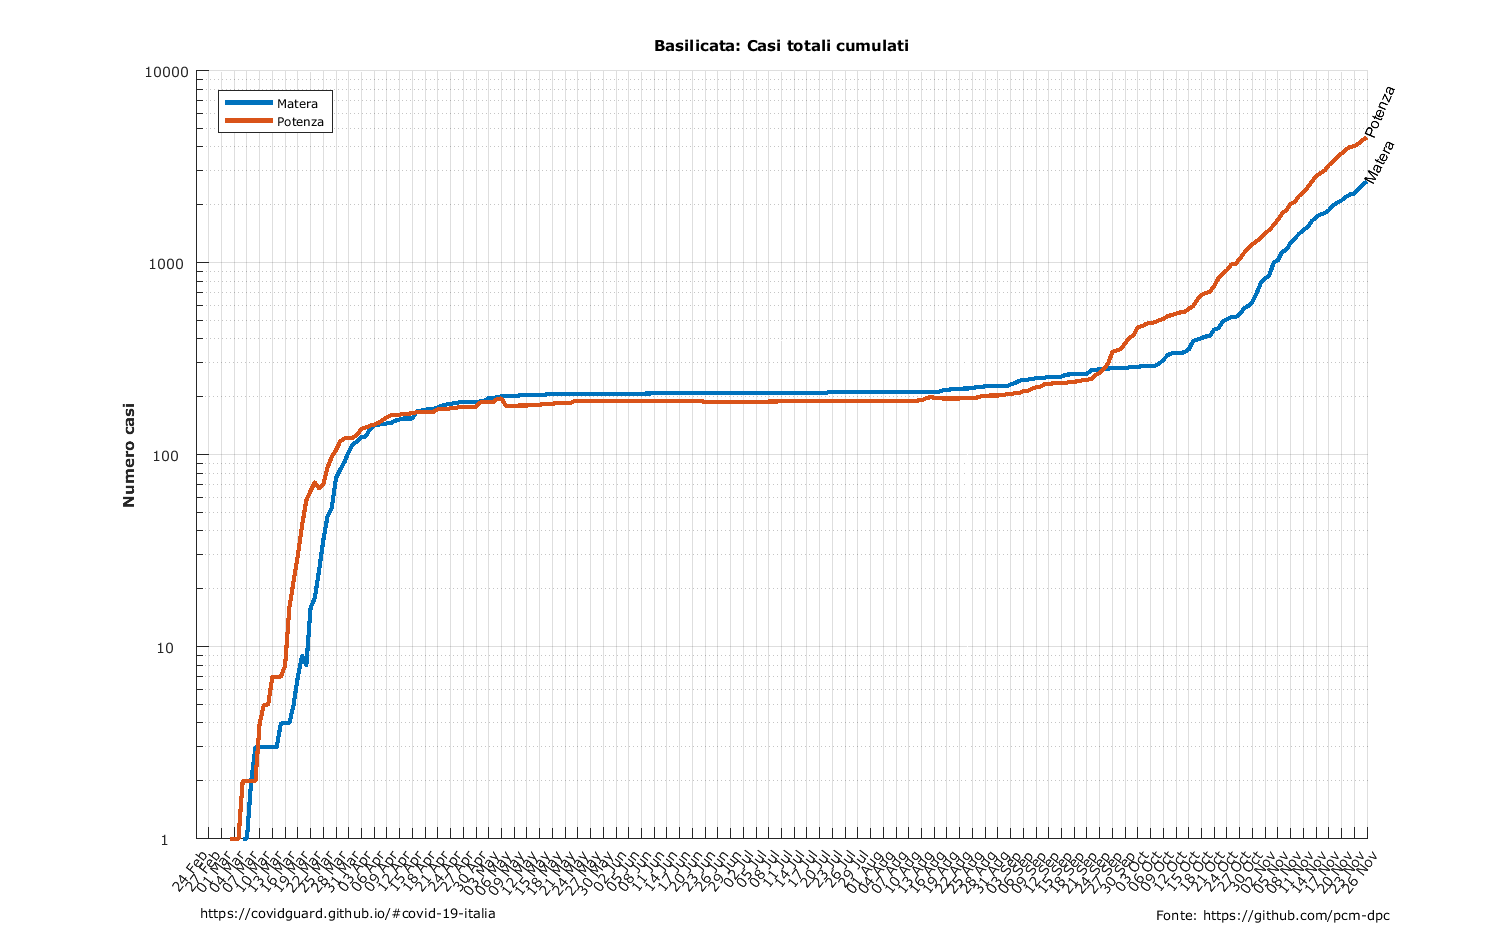 Basilicata: Casi totali cumulati
10000
1000
100
10
1
Numero casi
Matera
Potenza
Potenza
Matera
24 Feb
27 Feb
01 Mar
04 Mar
07 Mar
10 Mar
13 Mar
16 Mar
19 Mar
22 Mar
25 Mar
28 Mar
31 Mar
03 Apr
06 Apr
09 Apr
12 Apr
15 Apr
18 Apr
21 Apr
24 Apr
27 Apr
30 Apr
03 May
06 May
09 May
12 May
15 May
18 May
21 May
24 May
27 May
30 May
02 Jun
05 Jun
08 Jun
11 Jun
14 Jun
17 Jun
20 Jun
23 Jun
26 Jun
29 Jun
02 Jul
05 Jul
08 Jul
11 Jul
14 Jul
17 Jul
20 Jul
23 Jul
26 Jul
29 Jul
01 Aug
04 Aug
07 Aug
10 Aug
13 Aug
16 Aug
19 Aug
22 Aug
25 Aug
28 Aug
31 Aug
03 Sep
06 Sep
09 Sep
12 Sep
15 Sep
18 Sep
21 Sep
24 Sep
27 Sep
30 Sep
03 Oct
06 Oct
09 Oct
12 Oct
15 Oct
18 Oct
21 Oct
24 Oct
27 Oct
30 Oct
02 Nov
05 Nov
08 Nov
11 Nov
14 Nov
17 Nov
20 Nov
23 Nov
26 Nov
https://covidguard.github.io/#covid-19-italia
Fonte: https://github.com/pcm-dpc